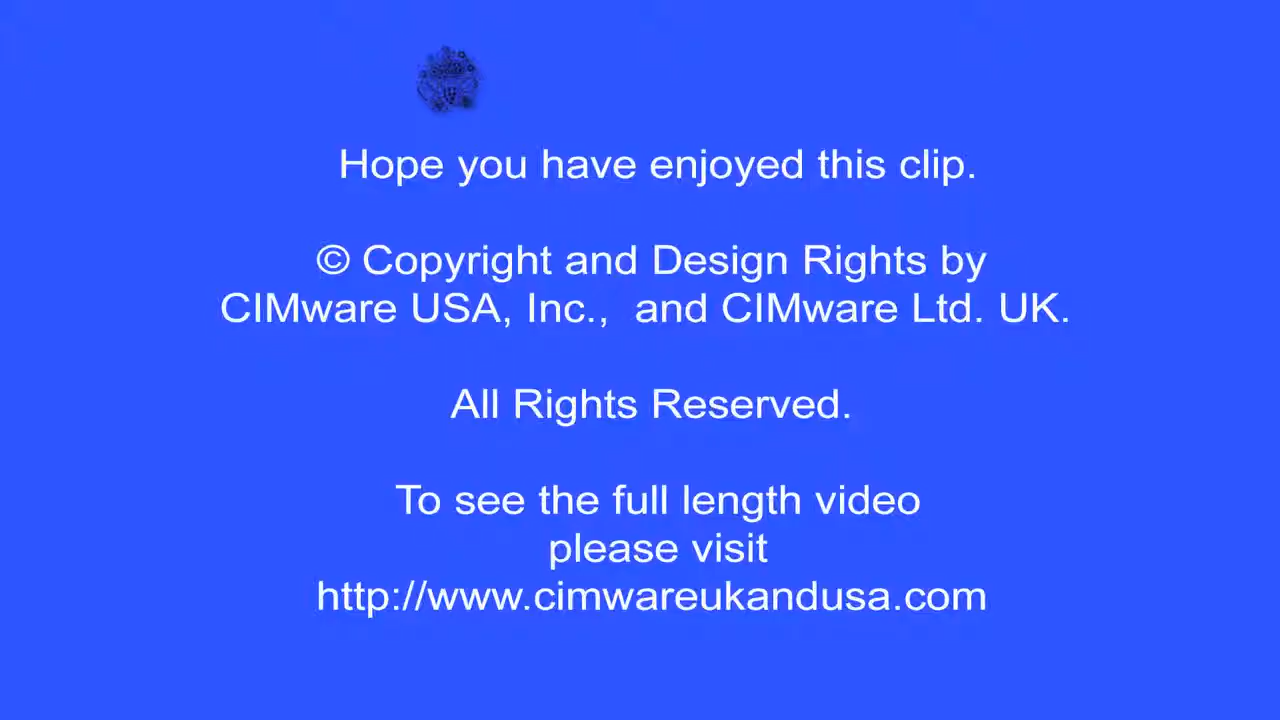 Hope you have enjoyed this clip.
© Copyright and Design Rights by
CIMware USA, Inc.,  and CIMware Ltd. UK.
All Rights Reserved.
To see the full length video
please visit
http://www.cimwareukandusa.com